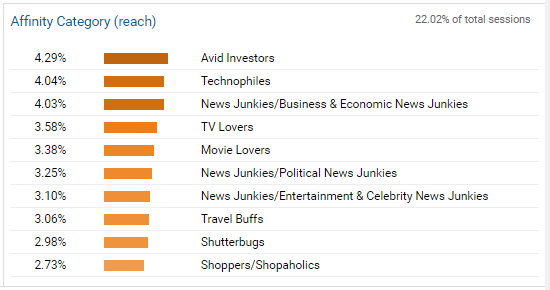 Affinity Category (reach) 22.02% of total sessions
4.29% Avid Investors
4.04% Technophiles
4.03% News Junkies/Business & Economic News Junkies
3.58% TV Lovers
3.38% Movie Lovers
3.25% News Junkies/Political News Junkies
3.10% News Junkies/Entertainment & Celebrity News Junkies
3.06% Travel Buffs
2.98% Shutterbugs
2.73% Shoppers/Shopaholics